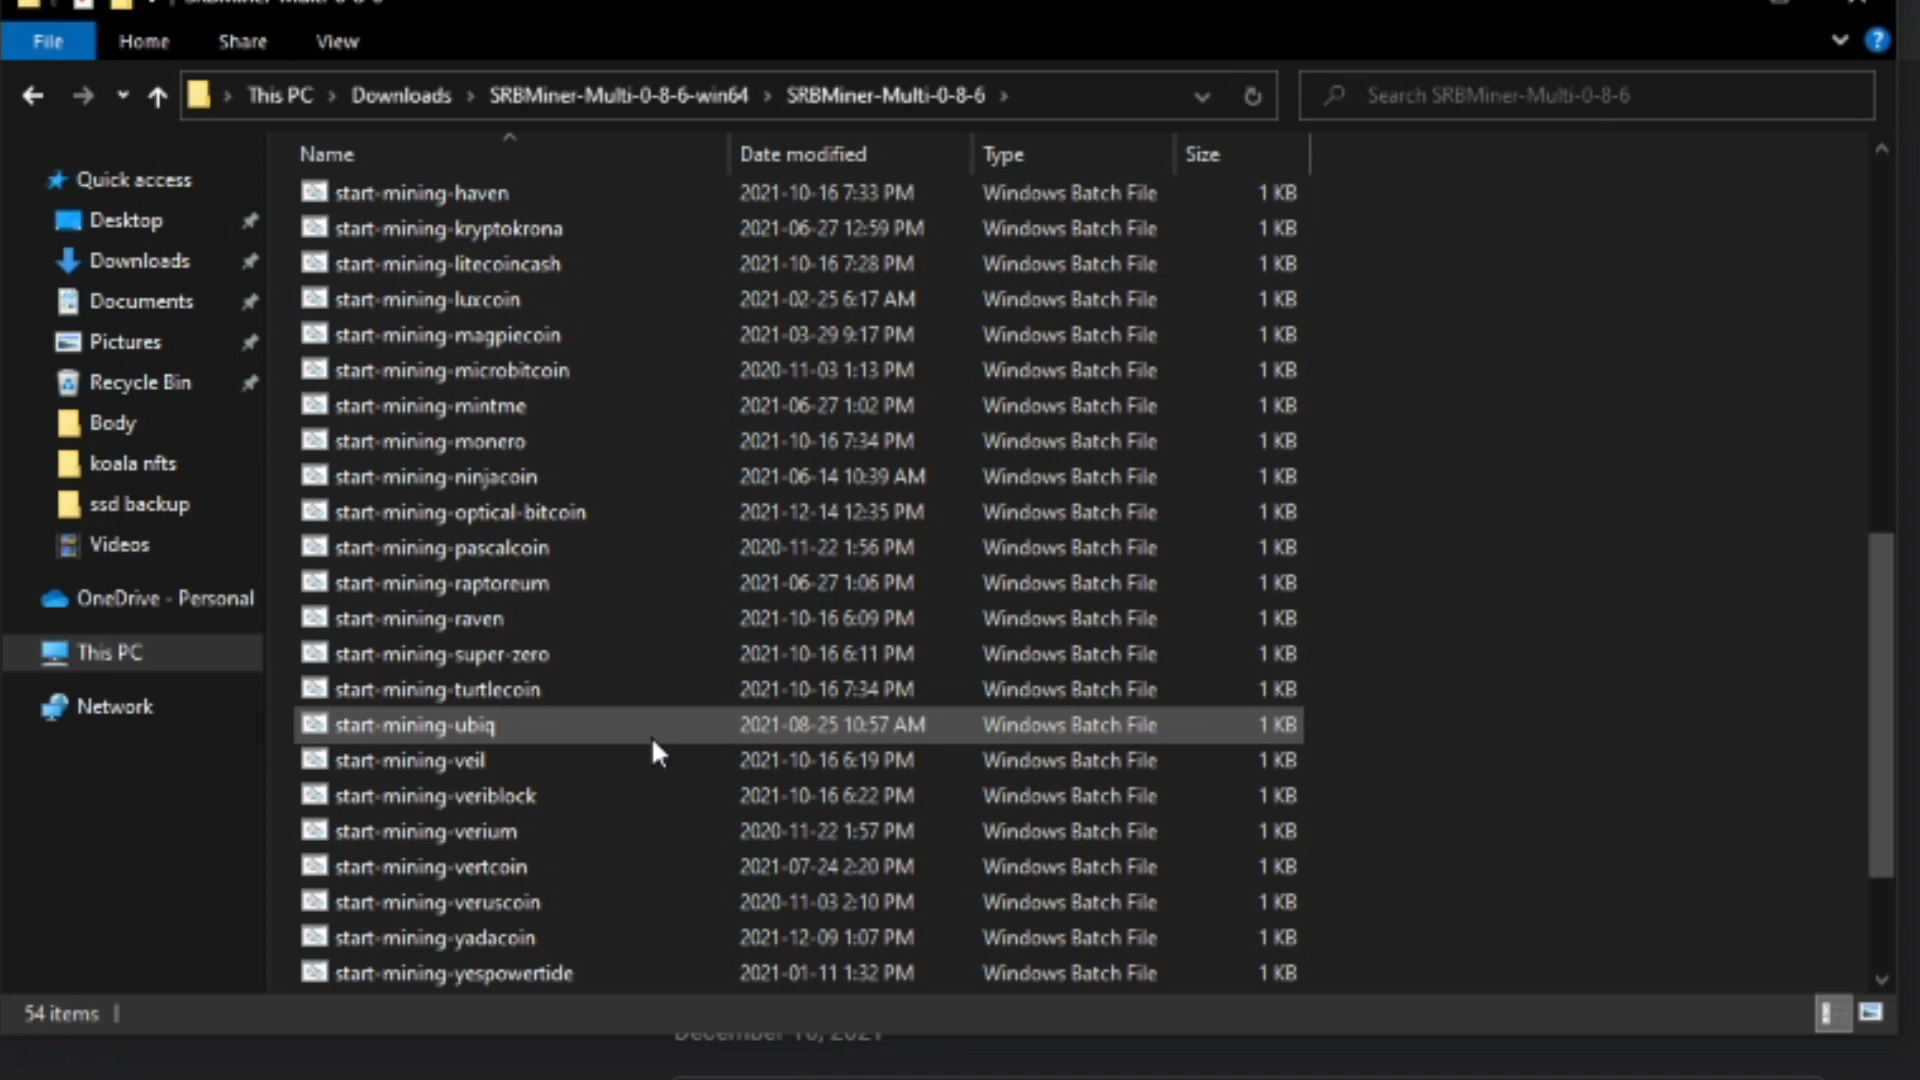 SRBMiner-Multi-0-8-6
File Home Share View
This PC Downloads SRBMiner-Multi-0-8-6-win64 SRBMiner-Multi-0-8-6 Search SRBMiner-Multi-0-8-6
Name Date modified Type Size
Quick access
Desktop
Downloads
Documents
Pictures
Recycle Bin
Body
koala nfts
ssd backup
Videos
OneDrive - Personal
This PC
Network
start-mining-haven 2021-10-16 7:33 PM Windows Batch File 1 KB
start-mining-kryptokrona 2021-06-27 12:59 PM Windows Batch File 1 KB
start-mining-litecoincash 2021-10-16 7:28 PM Windows Batch File 1 KB
start-mining-luxcoin 2021-02-25 6:17 AM Windows Batch File 1 KB
start-mining-magpiecoin 2021-03-29 9:17 PM Windows Batch File 1 KB
start-mining-microbitcoin 2020-11-03 1:13 PM Windows Batch File 1 KB
start-mining-mintme 2021-06-27 1:02 PM Windows Batch File 1 KB
start-mining-monero 2021-10-16 7:34 PM Windows Batch File 1 KB
start-mining-ninjacoin 2021-06-14 10:39 AM Windows Batch File 1 KB
start-mining-optical-bitcoin 2021-12-14 12:35 PM Windows Batch File 1 KB
start-mining-pascalcoin 2020-11-22 1:56 PM Windows Batch File 1 KB
start-mining-raptoreum 2021-06-27 1:06 PM Windows Batch File 1 KB
start-mining-raven 2021-10-16 6:09 PM Windows Batch File 1 KB
start-mining-super-zero 2021-10-16 6:11 PM Windows Batch File 1 KB
start-mining-turtlecoin 2021-10-16 7:34 PM Windows Batch File 1 KB
start-mining-ubiq 2021-08-25 10:57 AM Windows Batch File 1 KB
start-mining-veil 2021-10-16 6:19 PM Windows Batch File 1 KB
start-mining-veriblock 2021-10-16 6:22 PM Windows Batch File 1 KB
start-mining-verium 2020-11-22 1:57 PM Windows Batch File 1 KB
start-mining-vertcoin 2021-07-24 2:20 PM Windows Batch File 1 KB
start-mining-veruscoin 2020-11-03 2:10 PM Windows Batch File 1 KB
start-mining-yadacoin 2021-12-09 1:07 PM Windows Batch File 1 KB
start-mining-yespowertide 2021-01-11 1:32 PM Windows Batch File 1 KB
54 items
December 2021